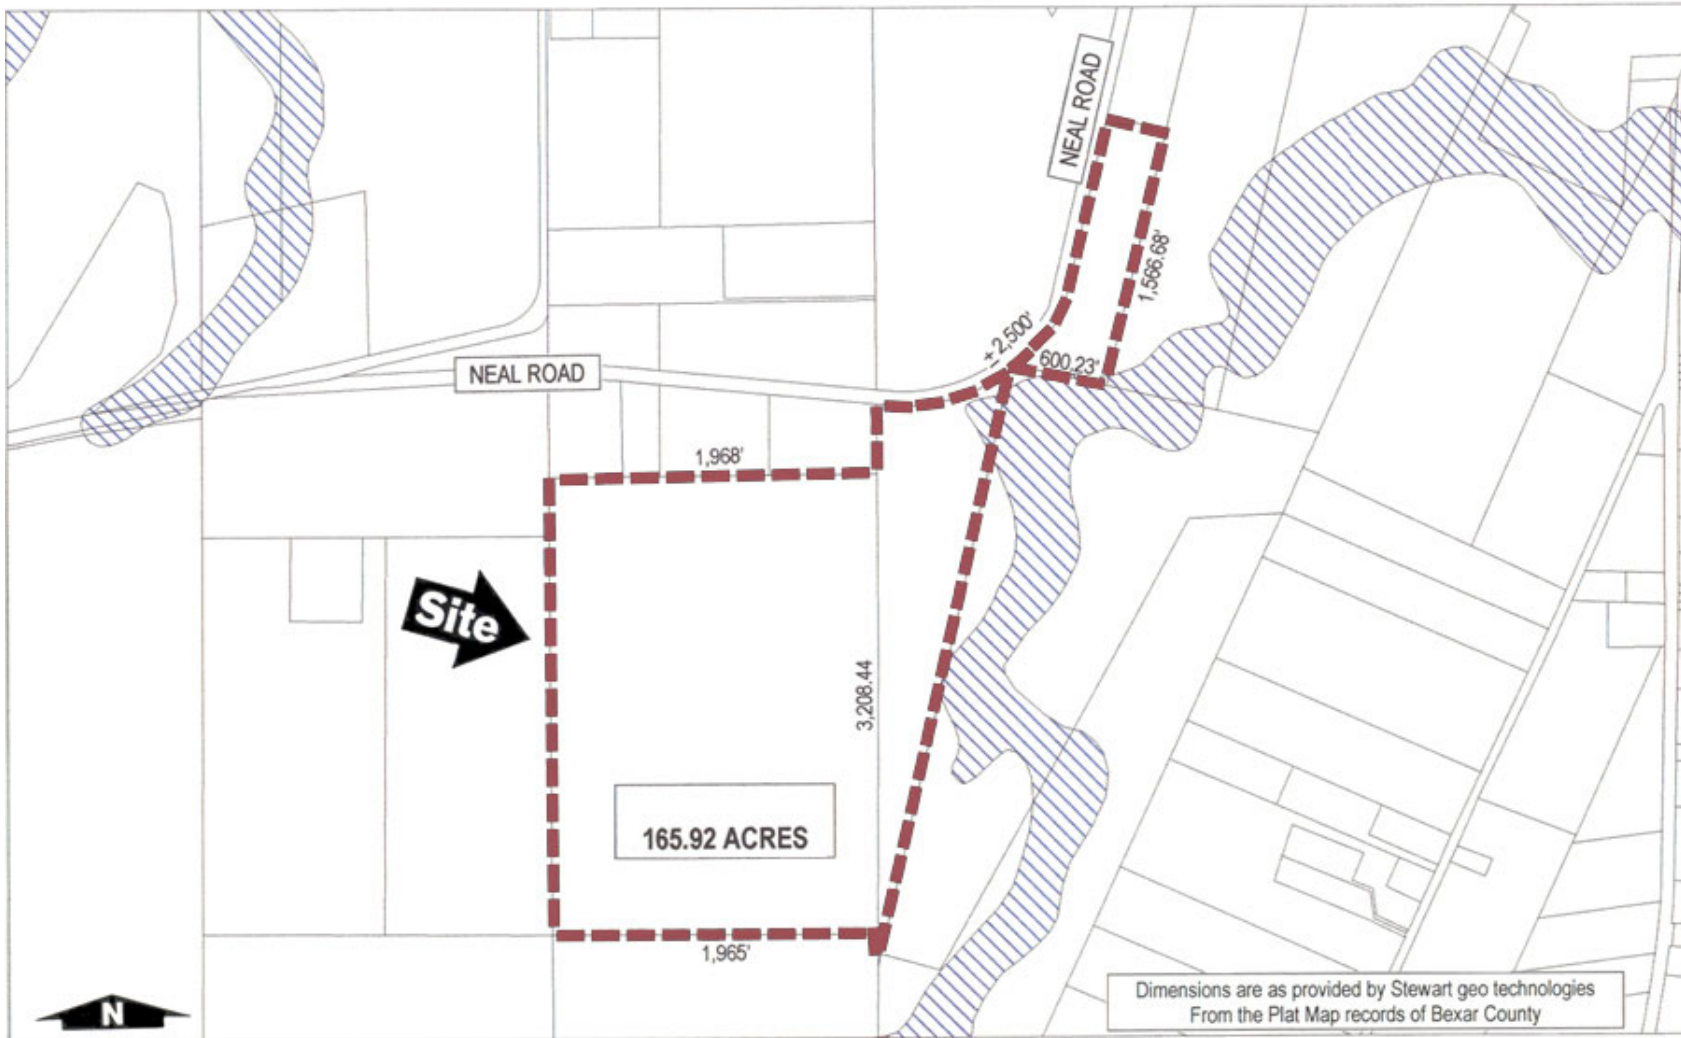 NEAL ROAD
1,566.68'
+ 2,500'
600.23'
NEAL ROAD
1,968'
Site
3,208.44
165.92 ACRES
1,965'
N
Dimensions are as provided by Stewart geo technologies
From the Plat Map records of Bexar County